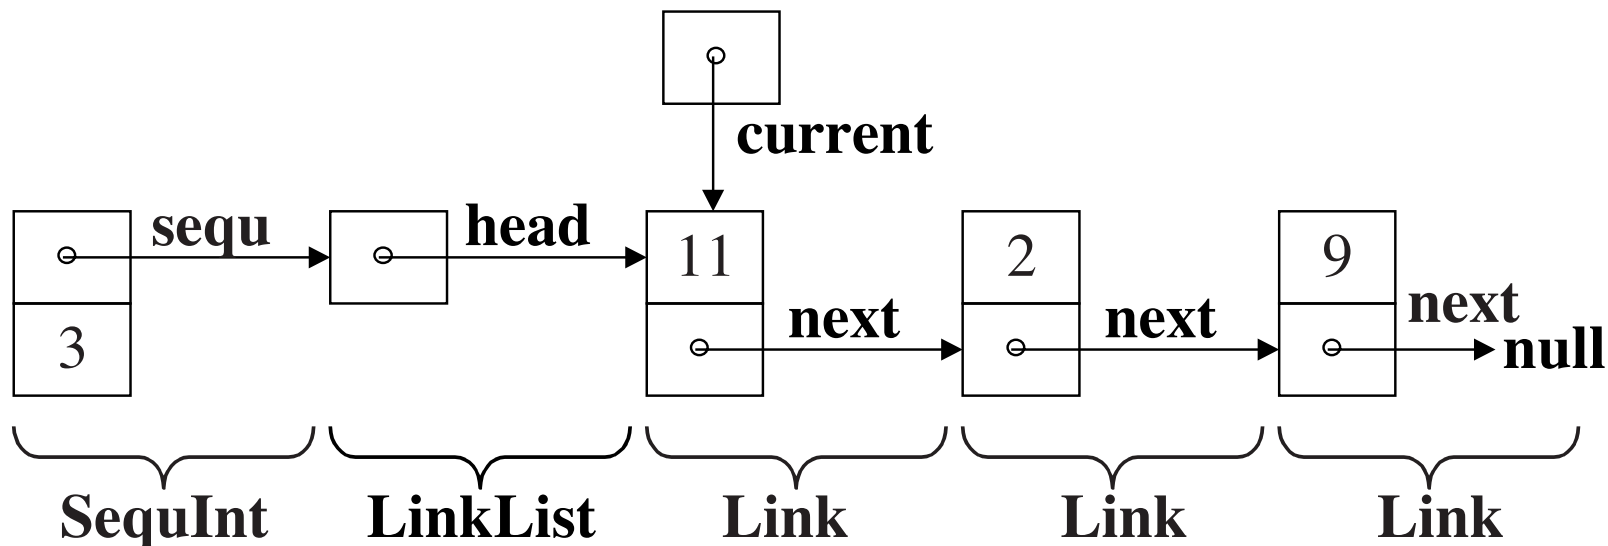 current
sequ head 11 2 9
3 next next next
null
SequInt LinkList Link Link Link